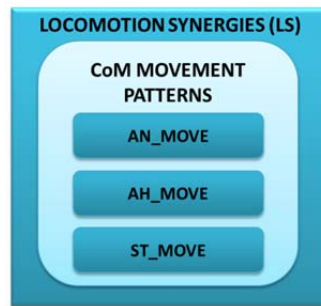 LOCOMOTION SYNERGIES (LS)
CoM MOVEMENT
PATTERNS
AN_MOVE
AH_MOVE
ST_MOVE